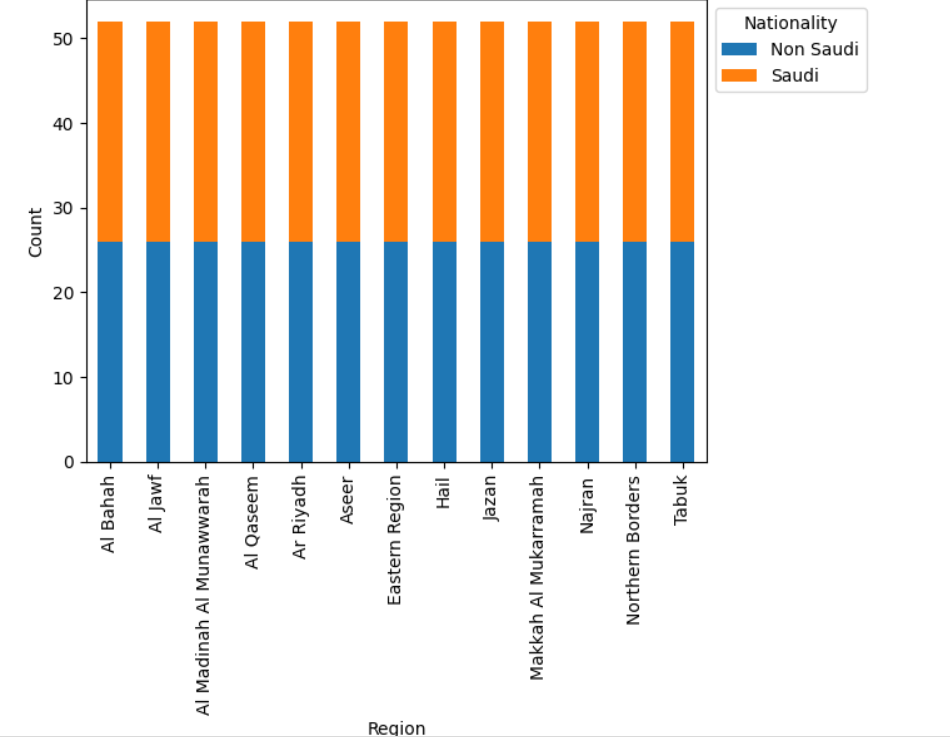 Nationality
Non Saudi
Saudi
50
40
30
20
10
0
Count
Al Bahah
Al Jawf
Al Madinah Al Munawwarah
Al Qaseem
Ar Riyadh
Aseer
Eastern Region
Hail
Jazan
Makkah Al Mukarramah
Najran
Northern Borders
Tabuk
Region